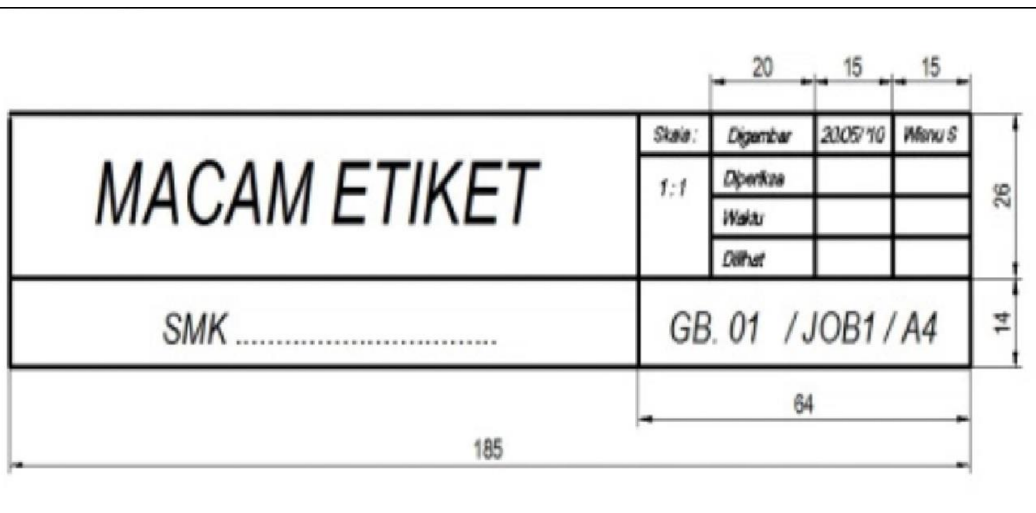 20 15 15
Skala : Digambar 20.05/'10 Wisnu S
MACAM ETIKET
1 : 1
Diperiksa
26
Waktu
Dilihat
SMK ................................
GB. 01 / JOB1 / A4
14
64
185